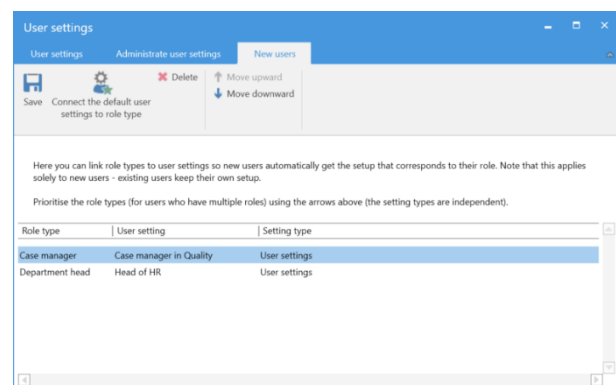 User settings
User settings
Administrate user settings
New users
Save
Connect the default user
settings to role type
Delete
Move upward
Move downward
Here you can link role types to user settings so new users automatically get the setup that corresponds to their role. Note that this applies
solely to new users - existing users keep their own setup.
Prioritise the role types (for users who have multiple roles) using the arrows above (the setting types are independent).
Role type User setting Setting type
Case manager Case manager in Quality User settings
Department head Head of HR User settings